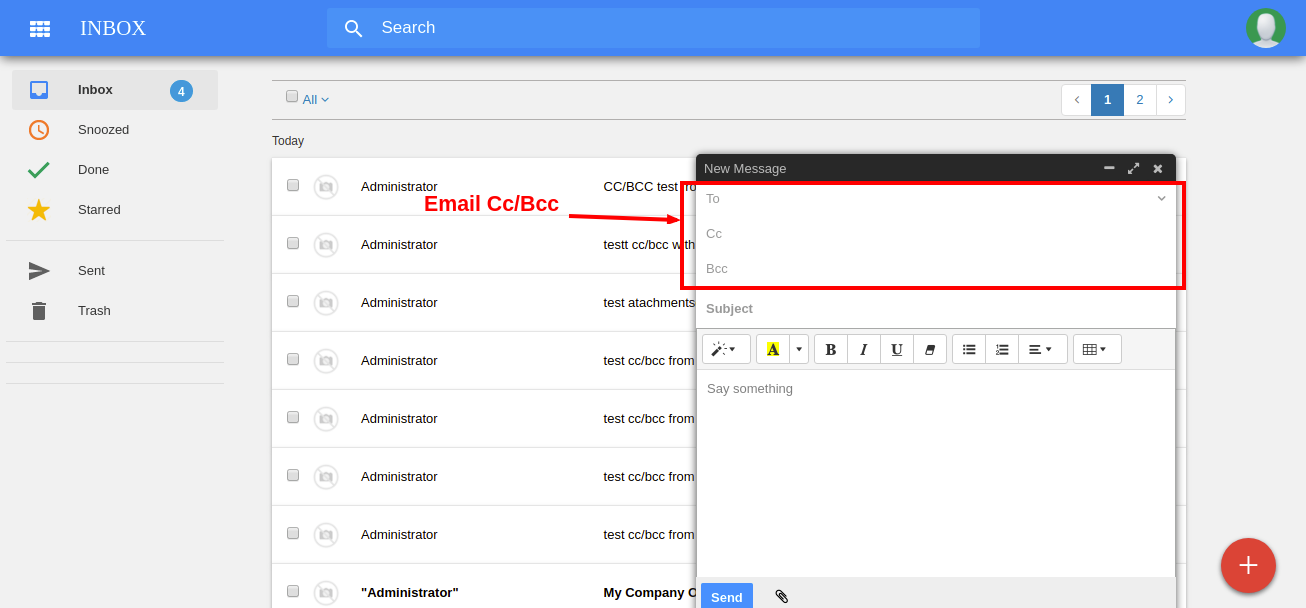 INBOX
Search
Inbox 4
Snoozed
Done
Starred
Sent
Trash
All
1 2
Today
Administrator CC/BCC test fro
Administrator testt cc/bcc with
Administrator test atachments
Administrator test cc/bcc from
Administrator test cc/bcc from
Administrator test cc/bcc from
Administrator test cc/bcc from
"Administrator" My Company
Email Cc/Bcc
New Message
To
Cc
Bcc
Subject
A B I U
Say something
Send